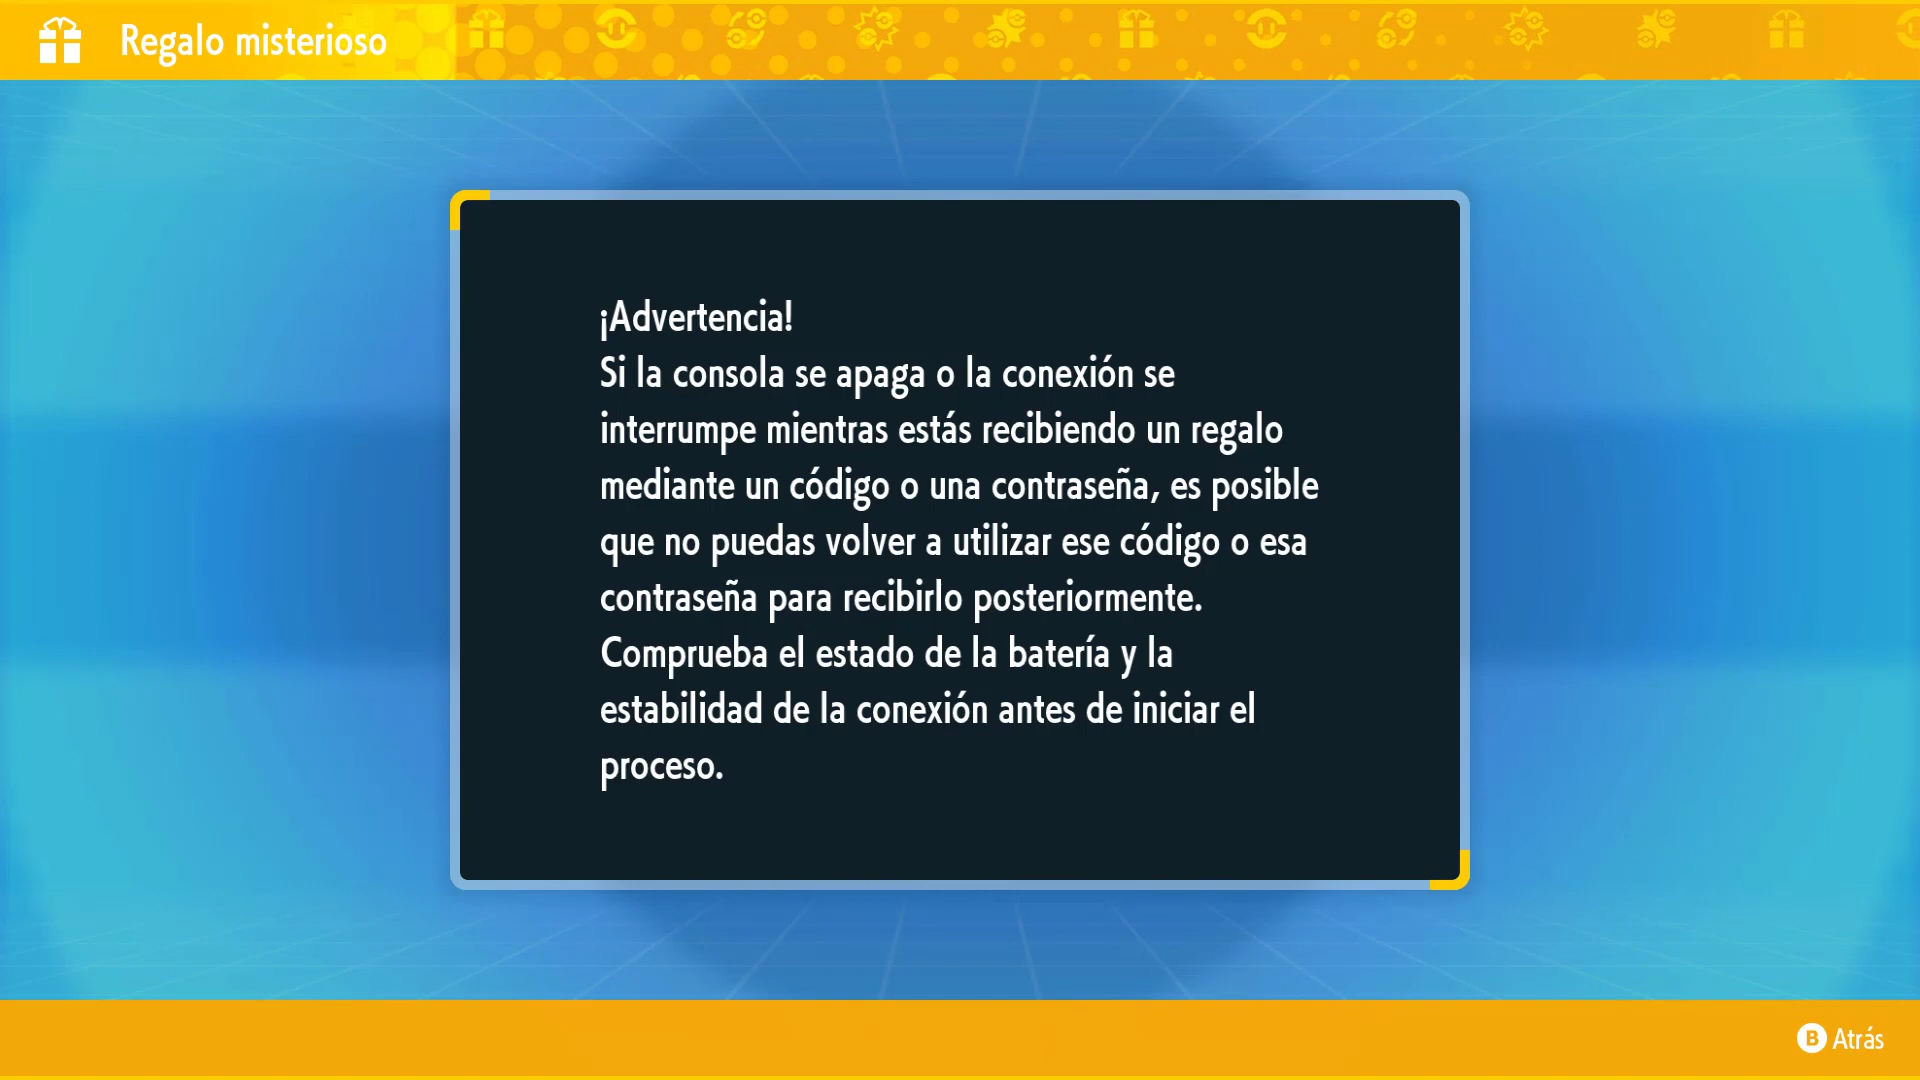 Regalo misterioso
¡Advertencia!
Si la consola se apaga o la conexión se
interrumpe mientras estás recibiendo un regalo
mediante un código o una contraseña, es posible
que no puedas volver a utilizar ese código o esa
contraseña para recibirlo posteriormente.
Comprueba el estado de la batería y la
estabilidad de la conexión antes de iniciar el
proceso.
B Atrás